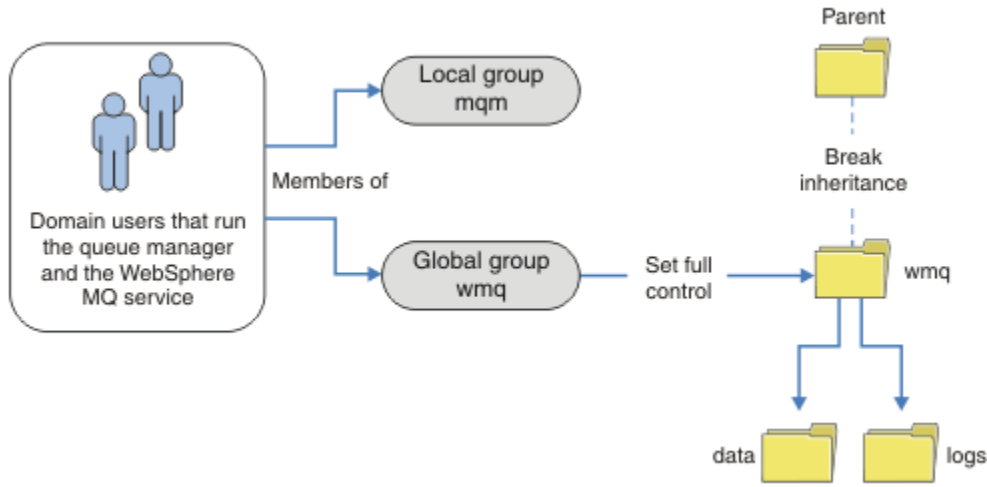 Parent
Local group
mqm
Break
inheritance
Members of
Domain users that run
the queue manager
and the WebSphere
MQ service
Global group
wmq
Set full
control
wmq
data
logs